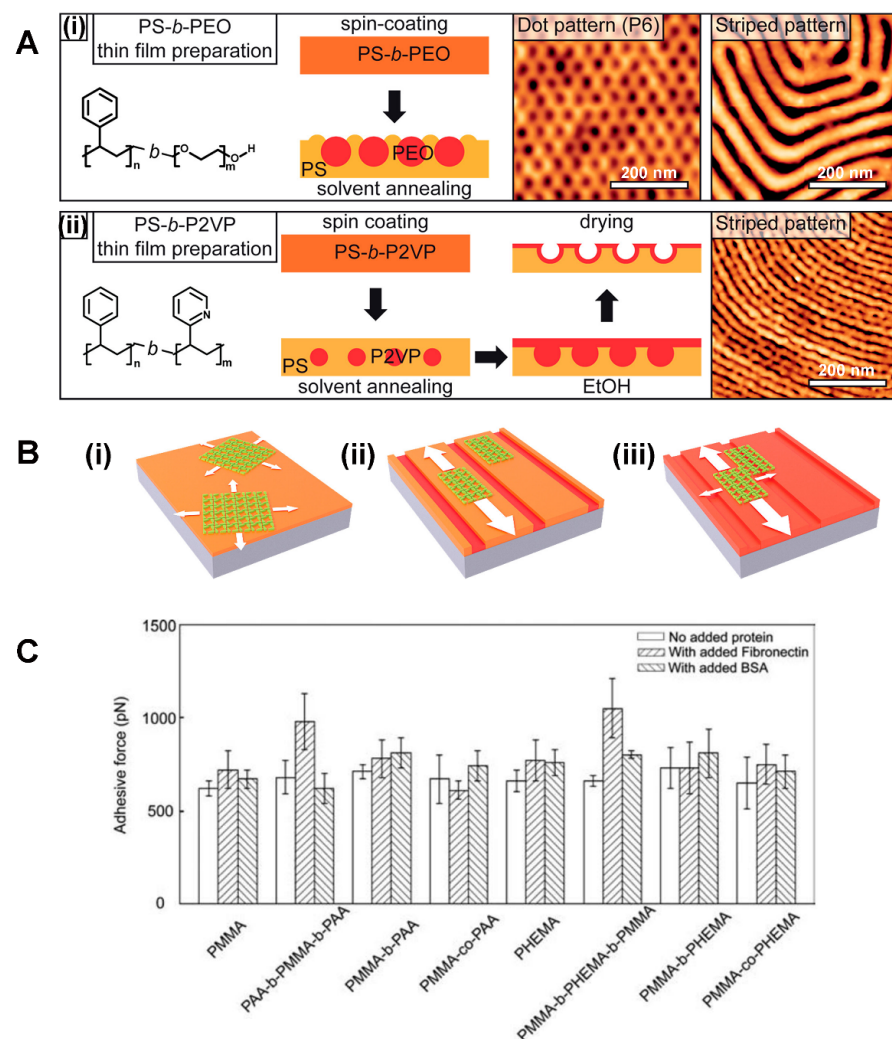 A
(i)
PS-b-PEO
thin film preparation
n
b
O
m
O
H
spin-coating
PS-b-PEO
PS
PEO
solvent annealing
Dot pattern (P6)
200 nm
Striped pattern
200 nm
(ii)
PS-b-P2VP
thin film preparation
N
n
b
m
spin coating
PS-b-P2VP
PS
P2VP
solvent annealing
drying
EtOH
Striped pattern
200 nm
B
(i)
(ii)
(iii)
C
Adhesive force (pN)
1500
1000
500
0
No added protein
With added Fibronectin
With added BSA
PMMA
PAA-b-PMMA-b-PAA
PMMA-b-PAA
PMMA-co-PAA
PHEMA
PMMA-b-PHEMA-b-PMMA
PMMA-b-PHEMA
PMMA-co-PHEMA